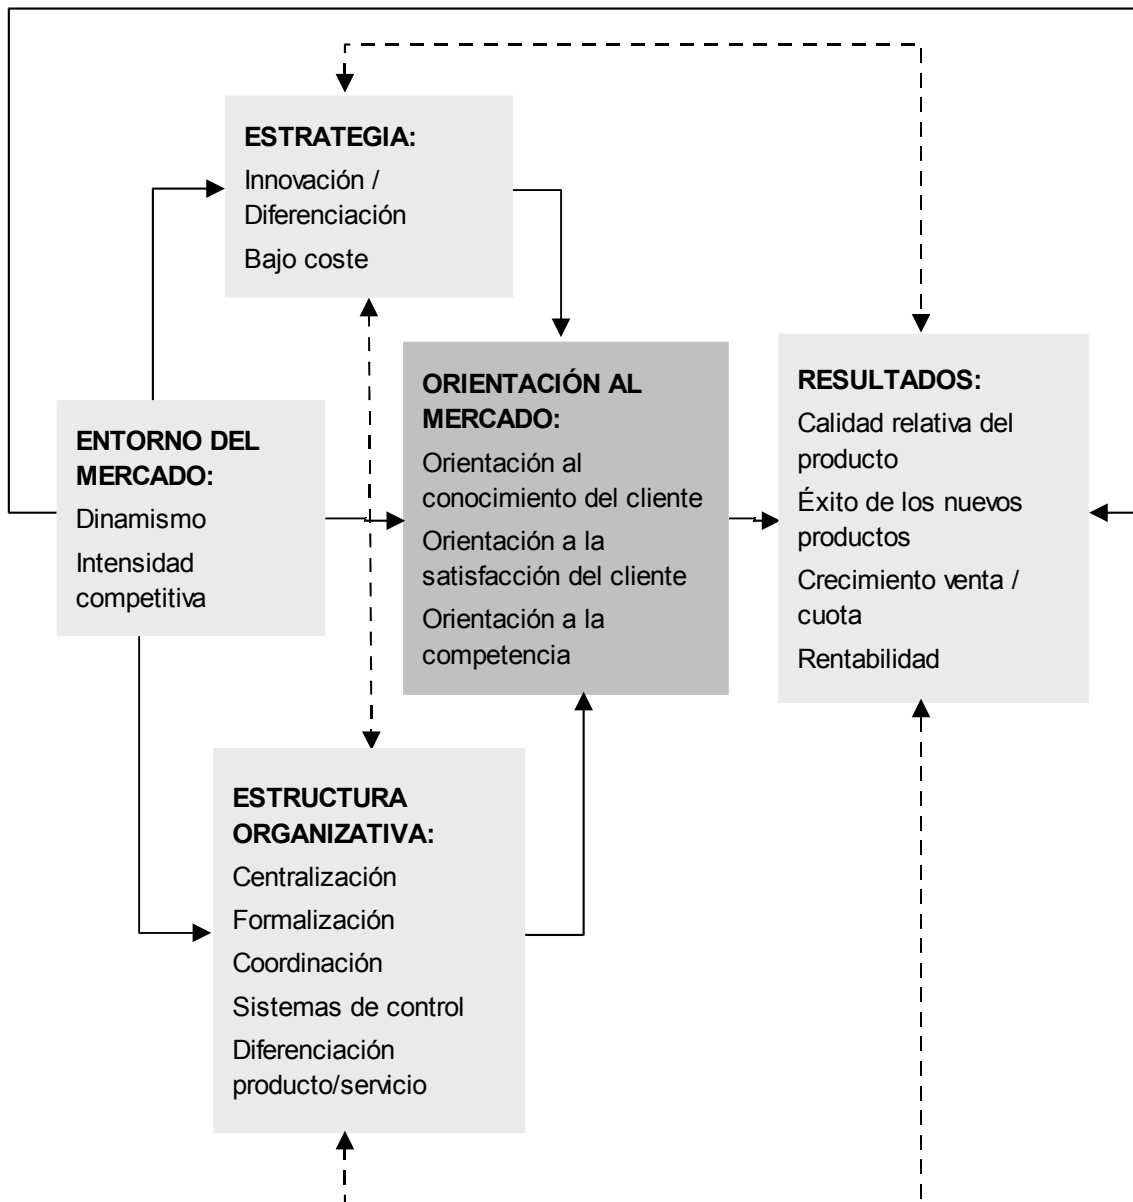 ESTRATEGIA:
Innovación /
Diferenciación
Bajo coste
ENTORNO DEL
MERCADO:
Dinamismo
Intensidad
competitiva
ORIENTACIÓN AL
MERCADO:
Orientación al
conocimiento del cliente
Orientación a la
satisfacción del cliente
Orientación a la
competencia
RESULTADOS:
Calidad relativa del
producto
Éxito de los nuevos
productos
Crecimiento venta /
cuota
Rentabilidad
ESTRUCTURA
ORGANIZATIVA:
Centralización
Formalización
Coordinación
Sistemas de control
Diferenciación
producto/servicio